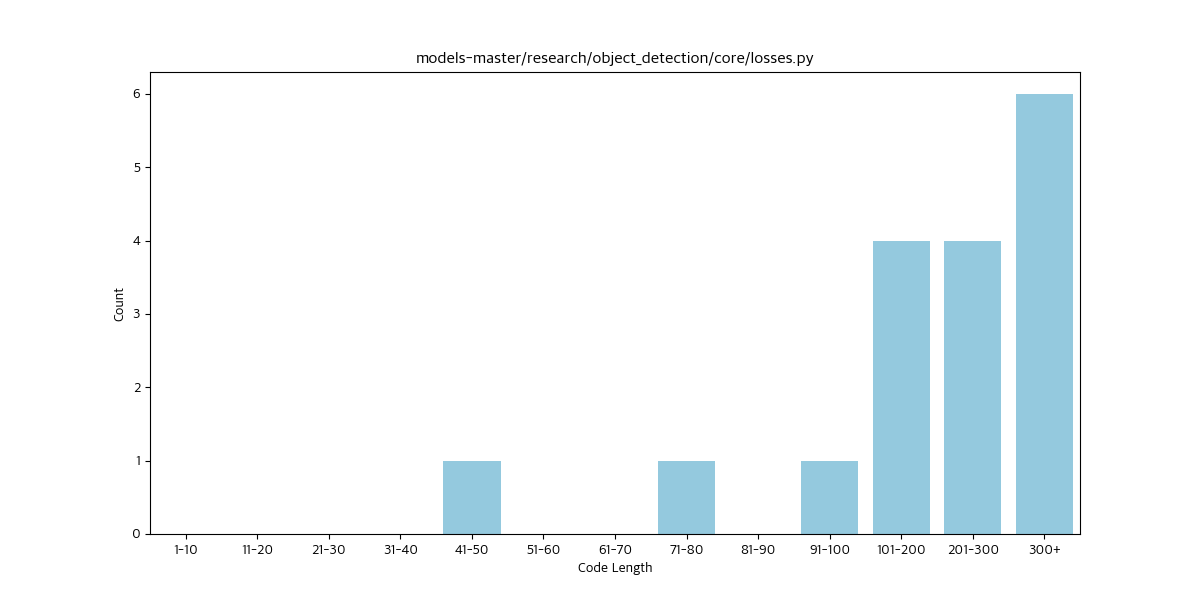 models-master/research/object_detection/core/losses.py
6
5
4
3
2
1
0
Count
1-10 11-20 21-30 31-40 41-50 51-60 61-70 71-80 81-90 91-100 101-200 201-300 300+
Code Length